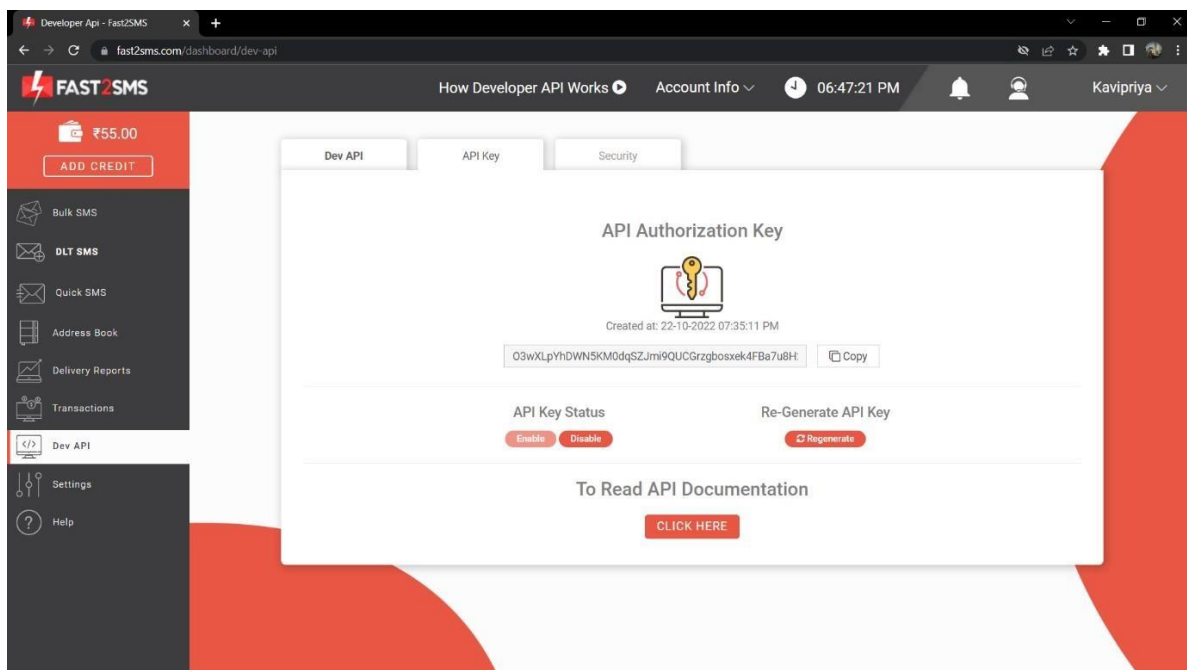 Developer Api - Fast2SMS
fast2sms.com/dashboard/dev-api
FAST2SMS
How Developer API Works
Account Info
06:47:21 PM
Kavipriya
₹55.00
ADD CREDIT
Bulk SMS
DLT SMS
Quick SMS
Address Book
Delivery Reports
Transactions
Dev API
Settings
Help
Dev API
API Key
Security
API Authorization Key
Created at: 22-10-2022 07:35:11 PM
Copy
API Key Status
Enable
Disable
Re-Generate API Key
Regenerate
To Read API Documentation
CLICK HERE